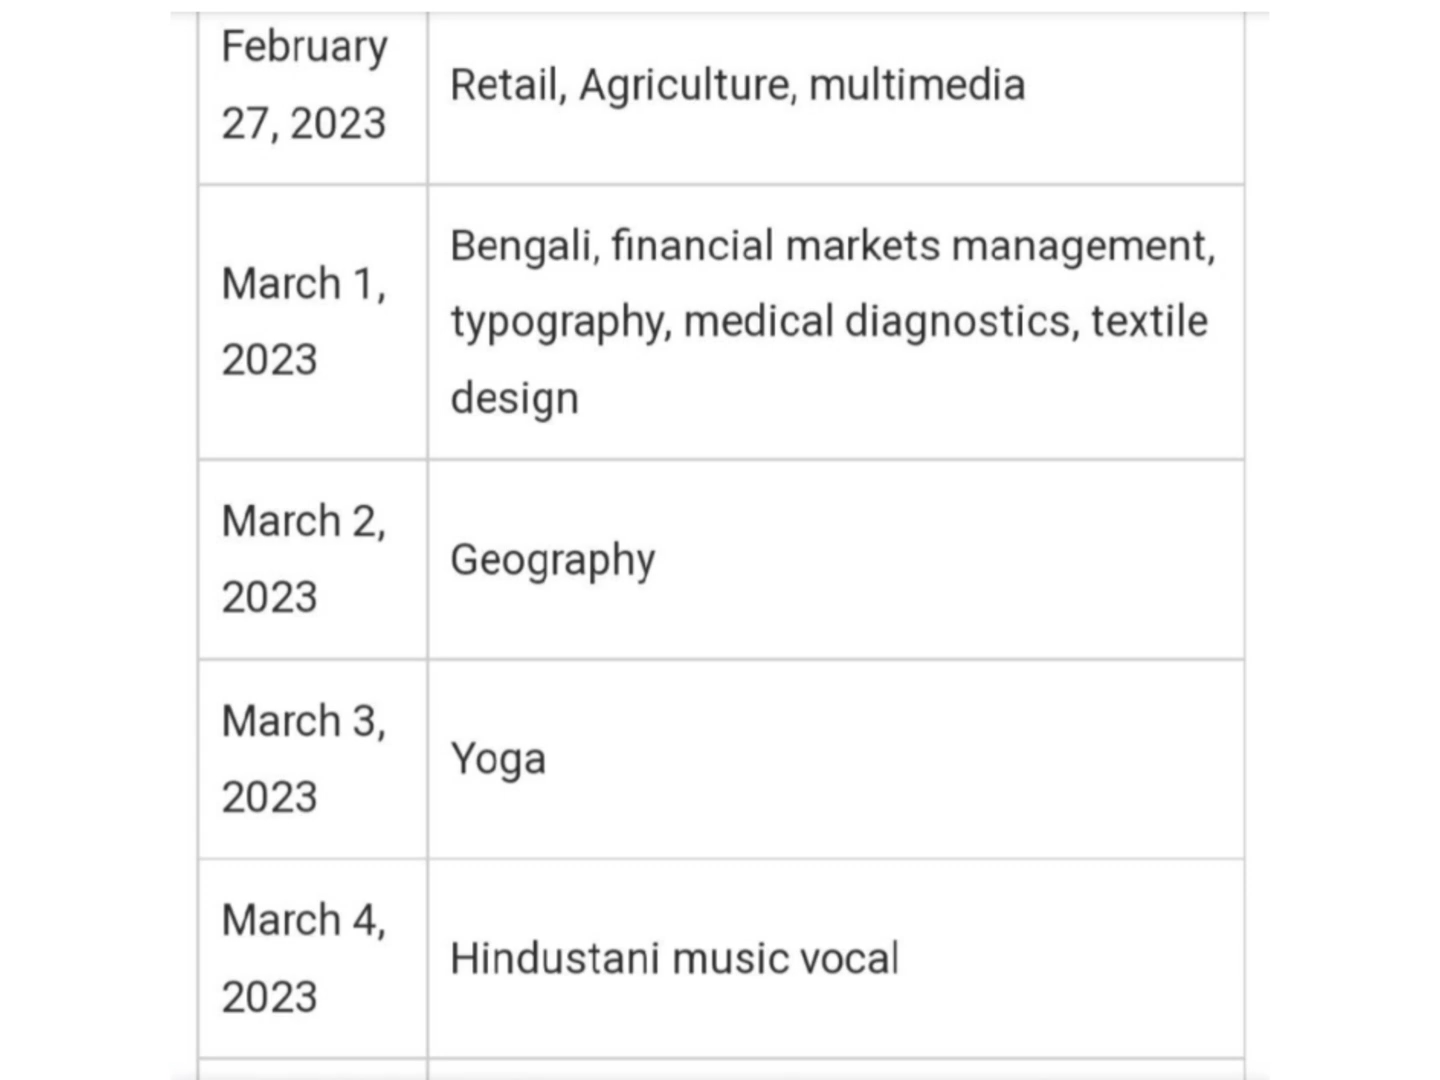 February
27, 2023
Retail, Agriculture, multimedia
March 1,
2023
Bengali, financial markets management,
typography, medical diagnostics, textile
design
March 2,
2023
Geography
March 3,
2023
Yoga
March 4,
2023
Hindustani music vocal